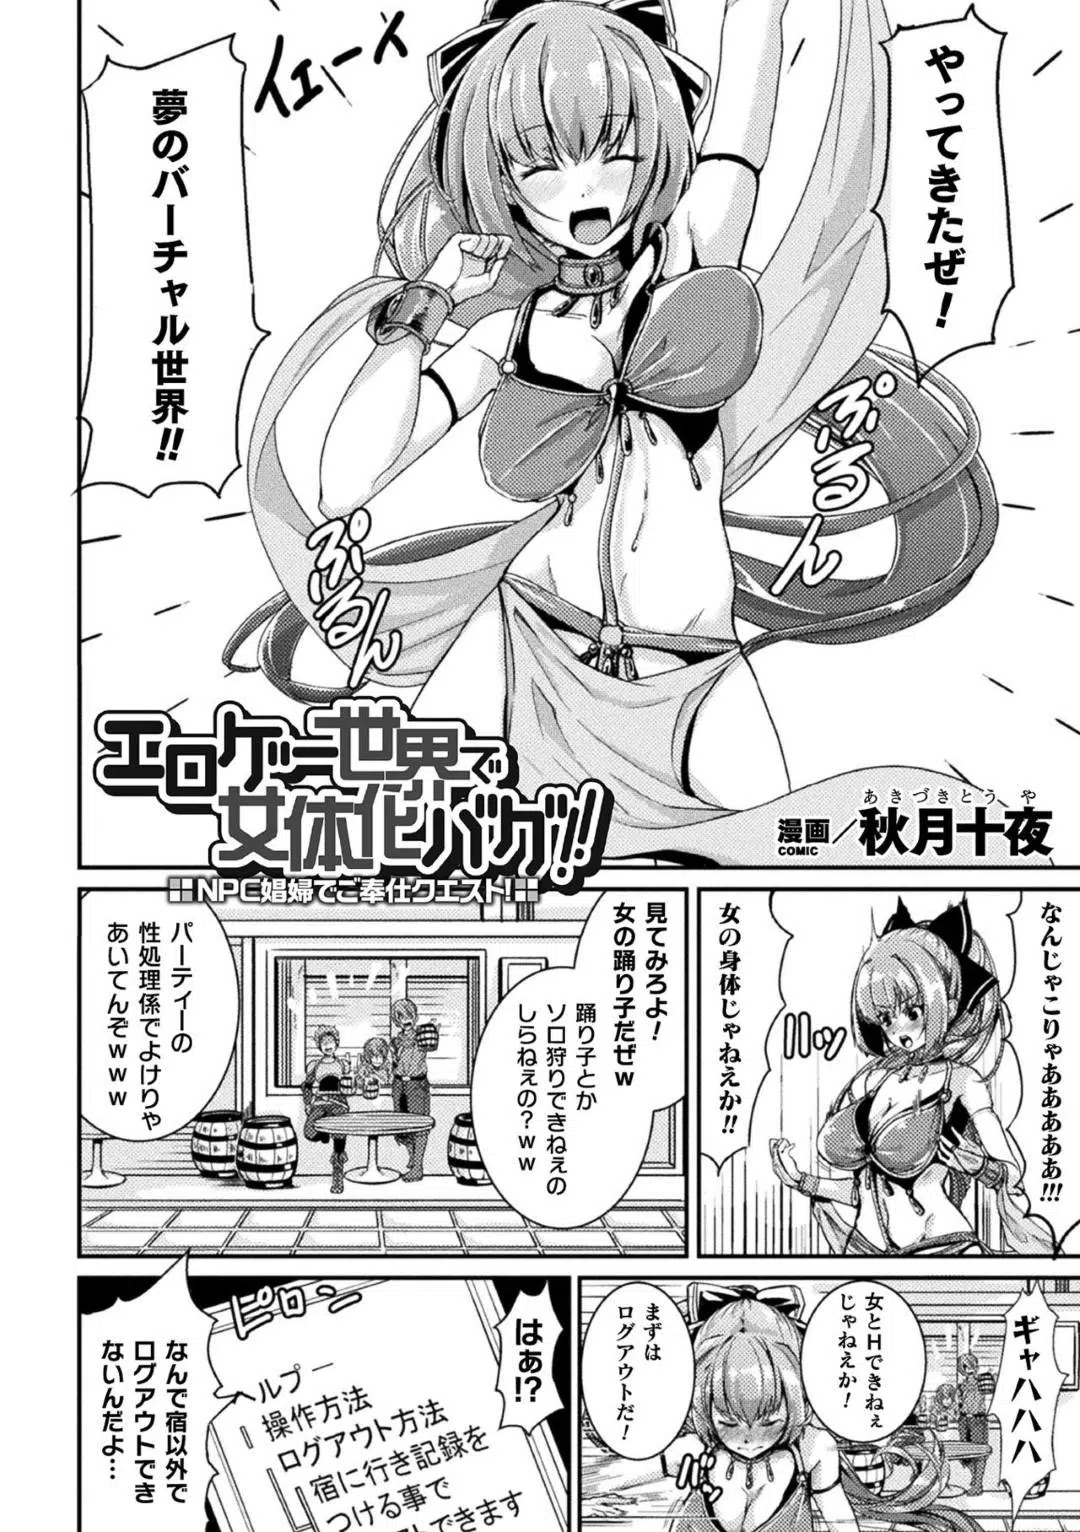 やってきたぜ!
イエーメ
夢のバーチャル世界!!
ぷるん
ぷるん
エロゲー世界で
女体化バグ!!
NPC娼婦でご奉仕クエスト!
あきづきとうや
漫画/秋月十夜
COMIC
なんじゃこりゃああああああ!!!
女の身体じゃねえか!!
バッ
見てみろよ!
女の踊り子だぜw
踊り子とか
ソロ狩りできねぇの
しらねぇの?ww
パーティーの
性処理係でよけりゃ
あいてんぞwww
ギャハハハ
女とHできねぇ
じゃねえか!
まずは
ログアウトだ!
はぁ!?
ピロン
ルプー
操作方法
ログアウト方法
宿に行き記録を
つける事で
トできます
なんで宿以外で
ログアウトでき
ないんだよ…